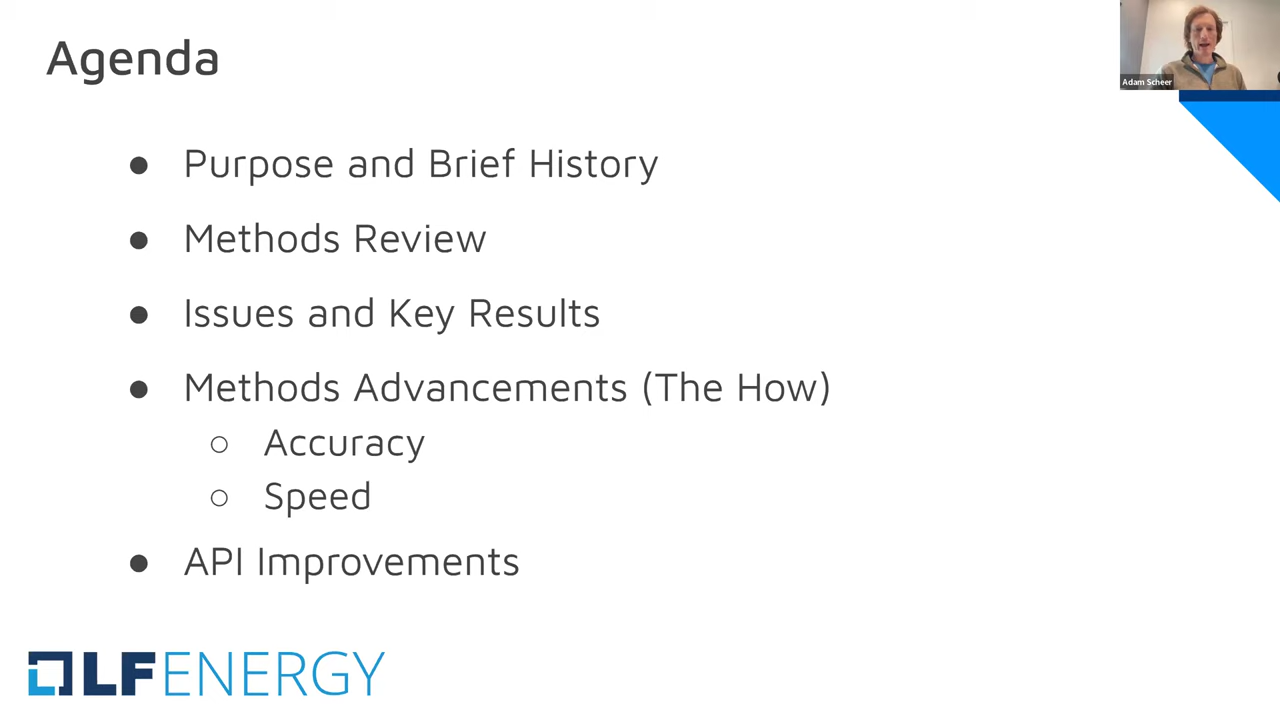 Agenda
Adam Scheer
● Purpose and Brief History
● Methods Review
● Issues and Key Results
● Methods Advancements (The How)
○ Accuracy
○ Speed
● API Improvements
LFENERGY